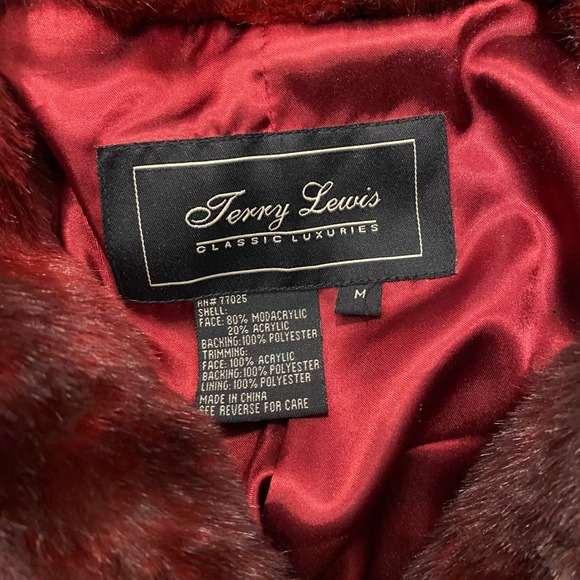 Terry Lewis
CLASSIC LUXURIES
M
RN# 77025
SHELL:
FACE: 80% MODACRYLIC
20% ACRYLIC
BACKING: 100% POLYESTER
TRIMMING:
FACE: 100% ACRYLIC
BACKING: 100% POLYESTER
LINING: 100% POLYESTER
MADE IN CHINA
SEE REVERSE FOR CARE